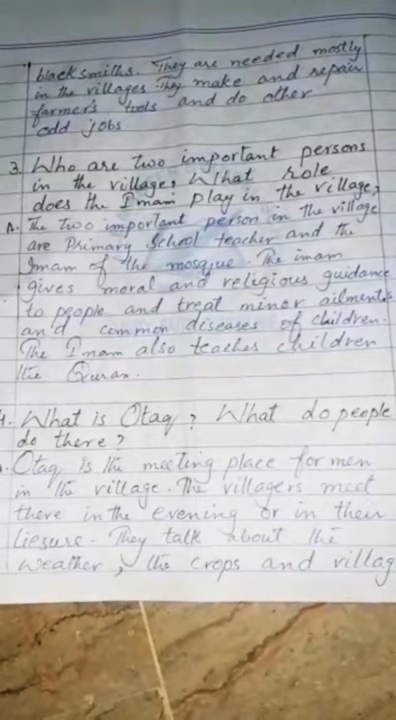 blacksmiths. They are needed mostly
in the villages They make and repair
farmer's tools and do other
odd jobs
3. Who are two important persons
in the village? What role
does the Imam play in the village?
A. The two important person in the village
are Primary School teacher and the
Imam of the mosque The imam
gives moral and religious guidance
to people and treat minor ailments
and common diseases of children.
The Imam also teaches children
the Quran.
4. What is Otaq? What do people
do there?
Otaq is the meeting place for men
in the village. The villagers meet
there in the evening or in their
liesure. They talk about the
weather, the crops and villag